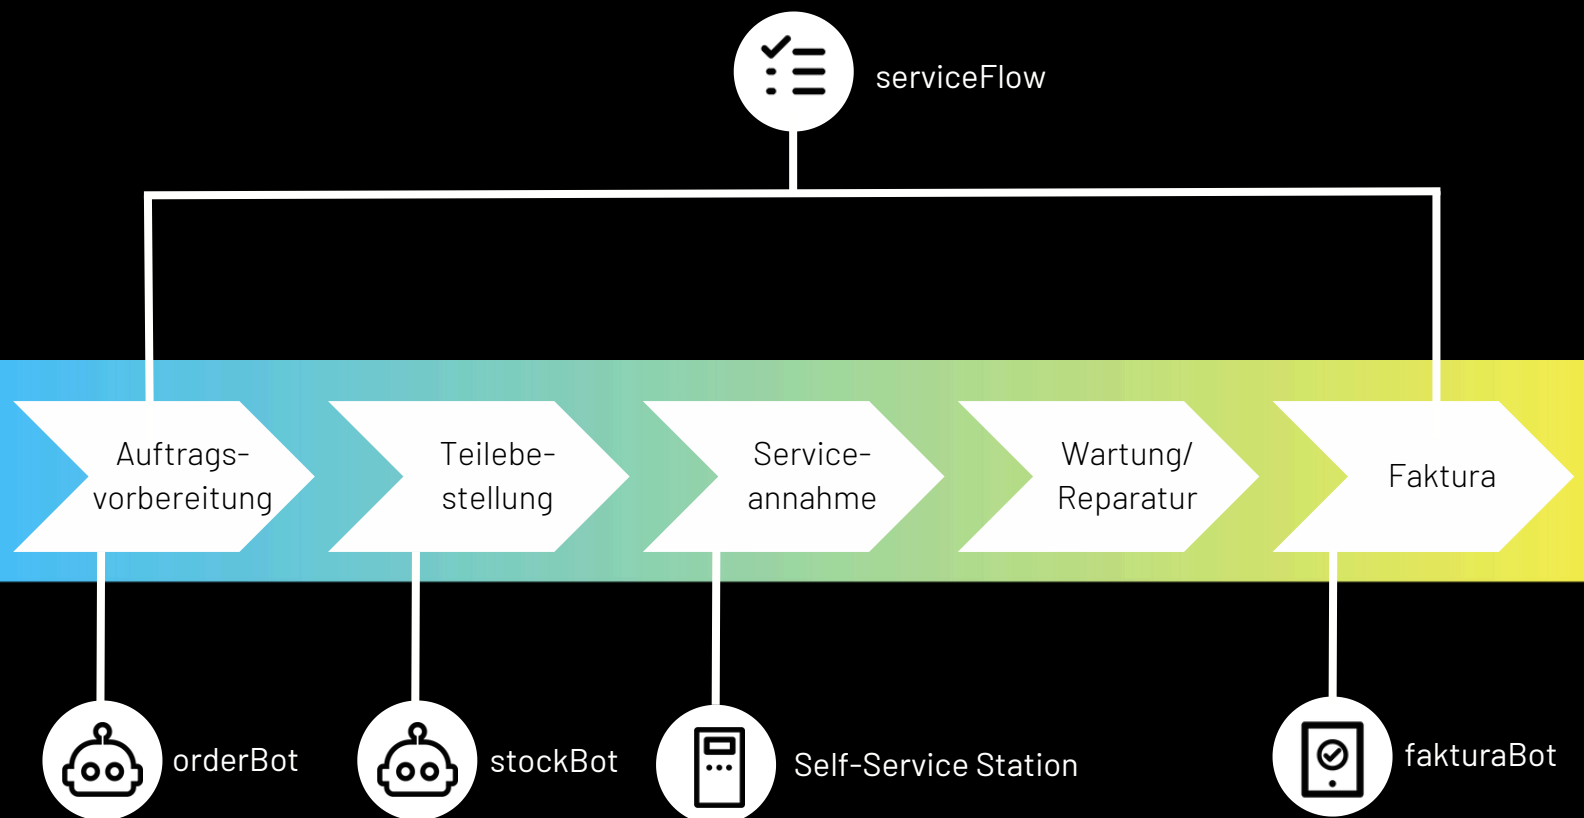 serviceFlow
Auftrags-
vorbereitung
Teilebe-
stellung
Service-
annahme
Wartung/
Reparatur
Faktura
orderBot
stockBot
Self-Service Station
fakturaBot